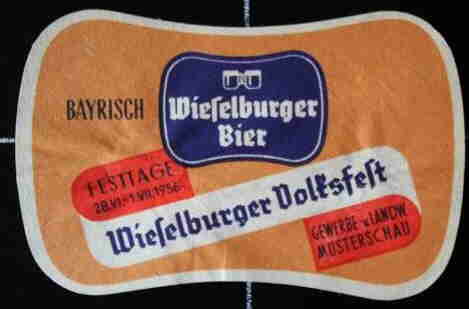 BAYRISCH
Wieſelburger
Bier
FESTTAGE
28.VI.-1.VII.1956
Wieſelburger Volksfeſt
GEWERBE-u.LANDW.
MUSTERSCHAU